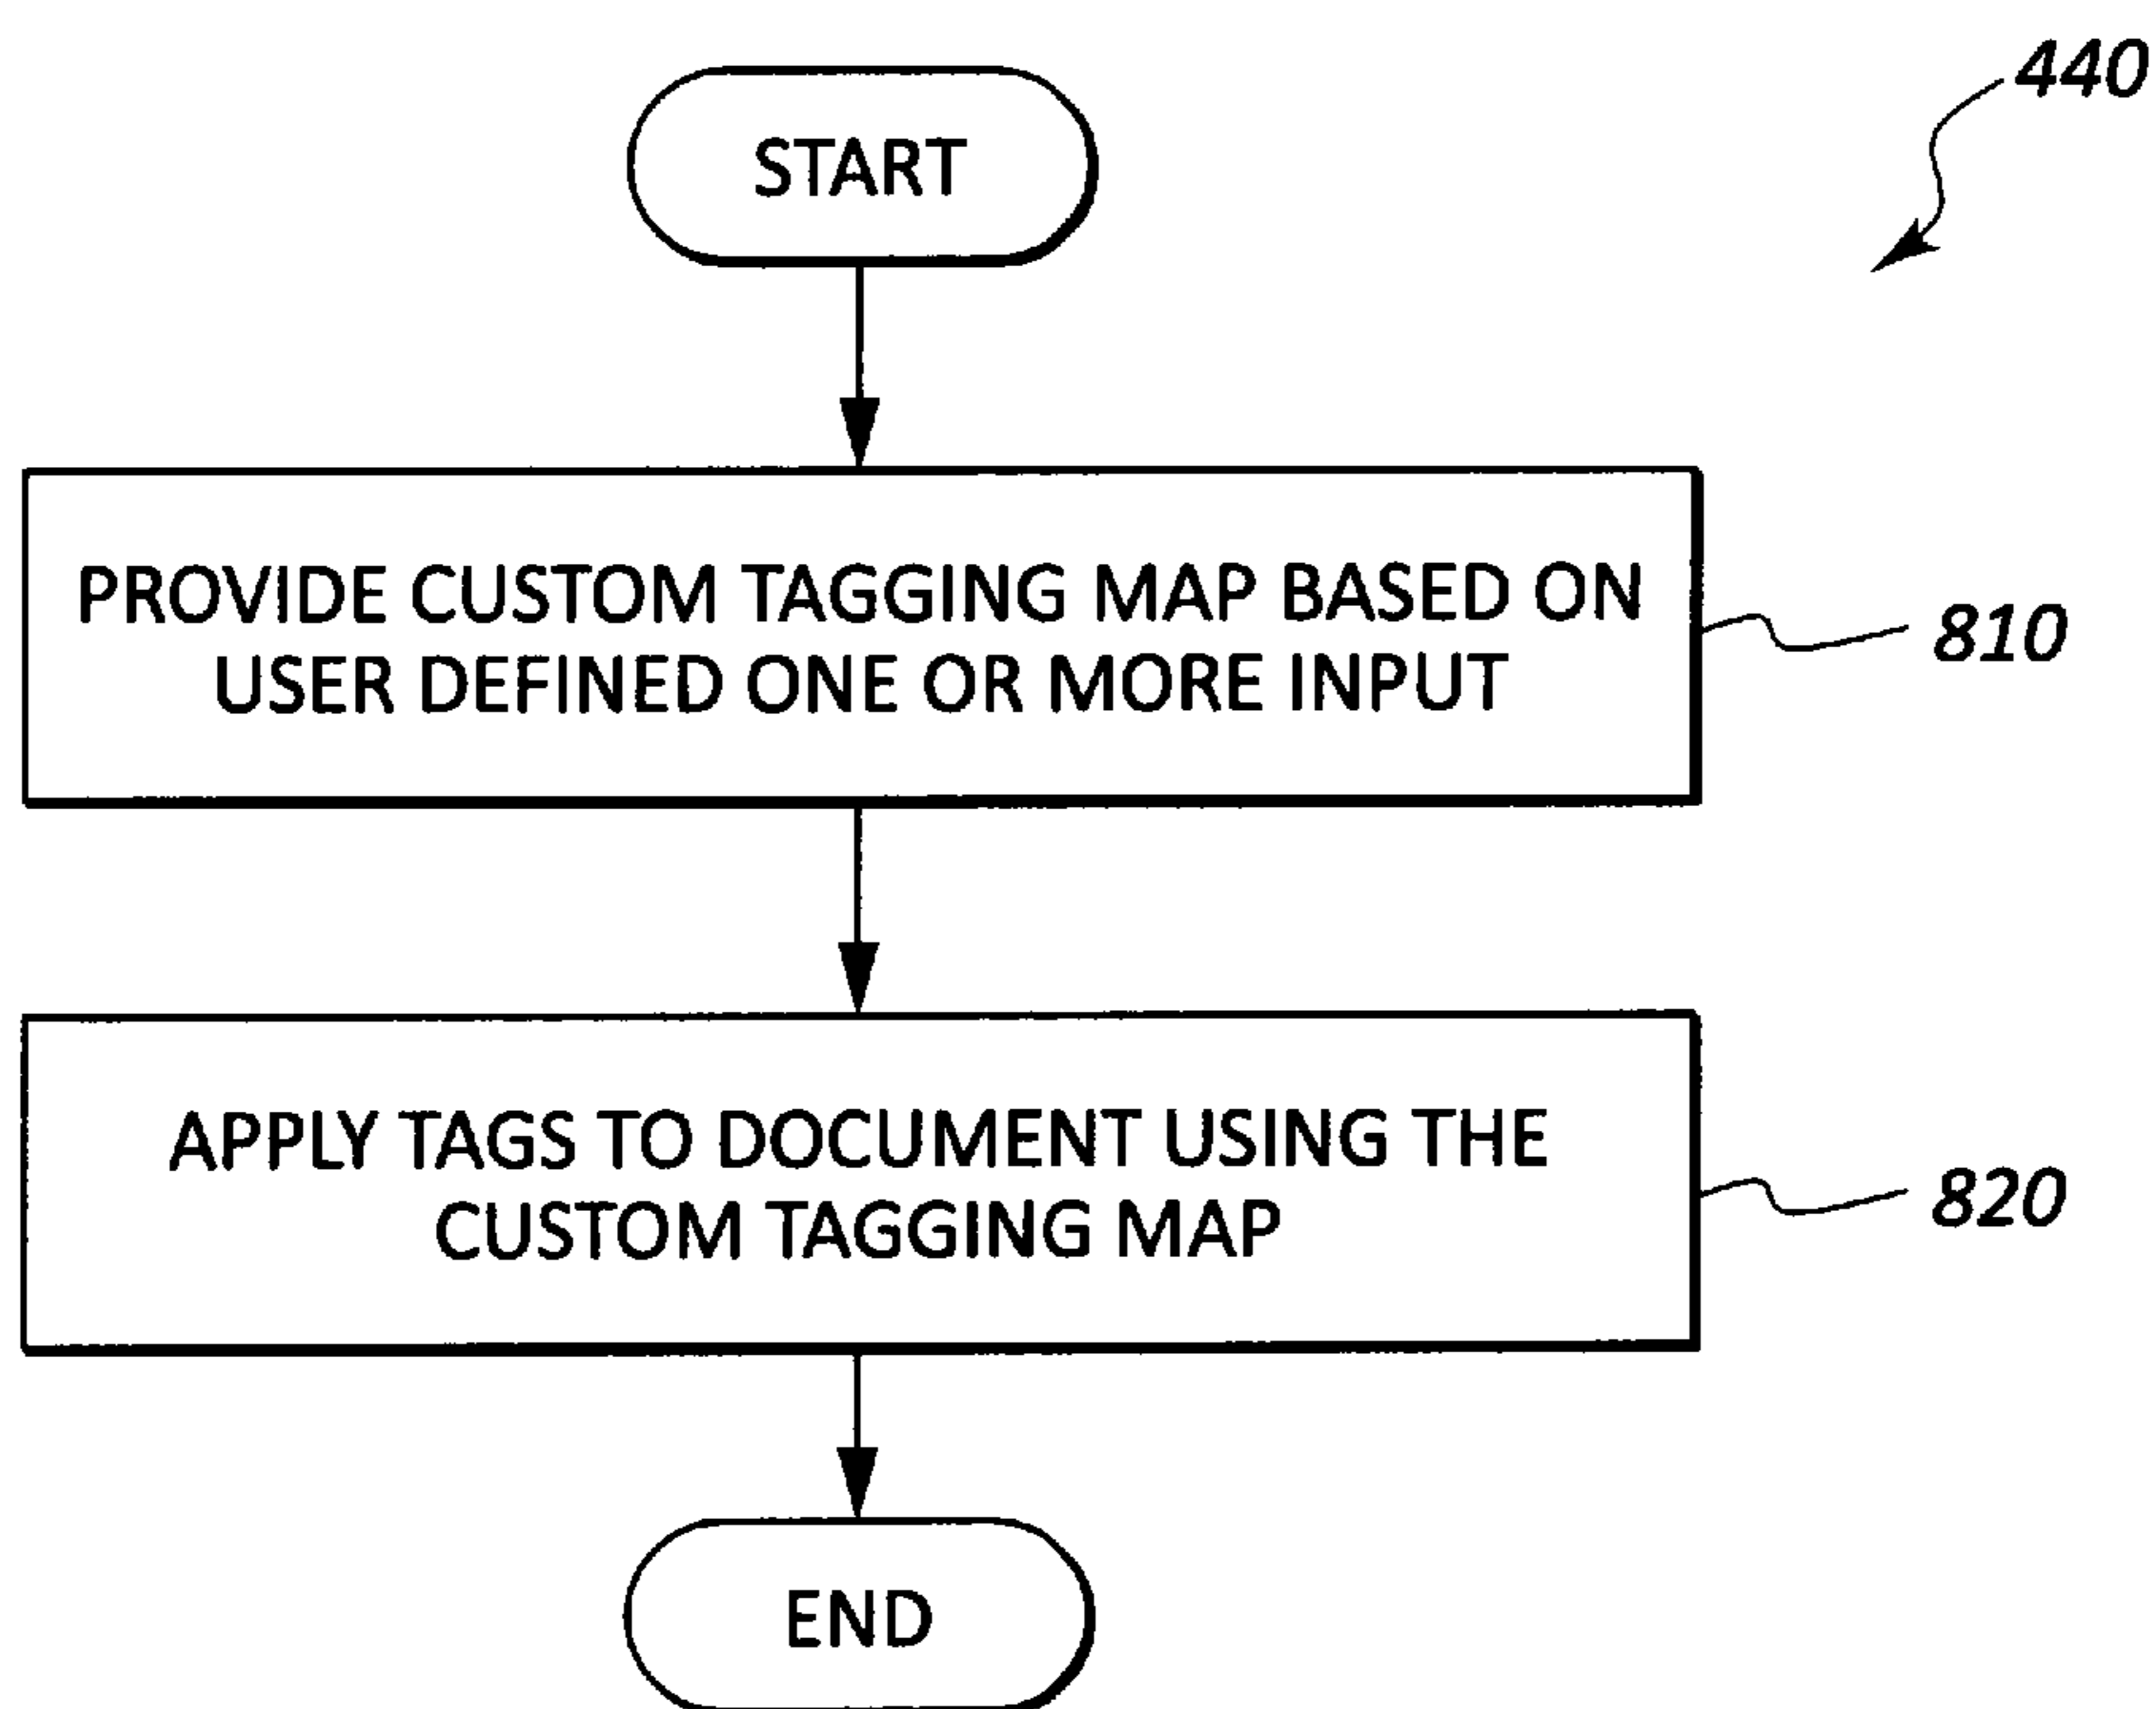 440
START
PROVIDE CUSTOM TAGGING MAP BASED ON
USER DEFINED ONE OR MORE INPUT
810
APPLY TAGS TO DOCUMENT USING THE
CUSTOM TAGGING MAP
820
END